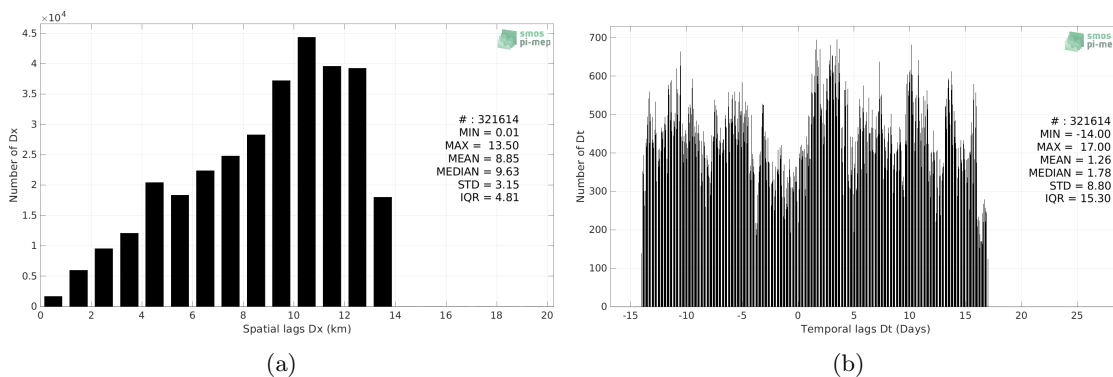 ×10⁴
4.5
4
3.5
3
2.5
2
1.5
1
0.5
0
Number of Dx
smos
pi-mep
# : 321614
MIN = 0.01
MAX = 13.50
MEAN = 8.85
MEDIAN = 9.63
STD = 3.15
IQR = 4.81
0 2 4 6 8 10 12 14 16 18 20
Spatial lags Dx (km)
(a)
700
600
500
400
300
200
100
0
Number of Dt
smos
pi-mep
# : 321614
MIN = -14.00
MAX = 17.00
MEAN = 1.26
MEDIAN = 1.78
STD = 8.80
IQR = 15.30
-15 -10 -5 0 5 10 15 20 25
Temporal lags Dt (Days)
(b)